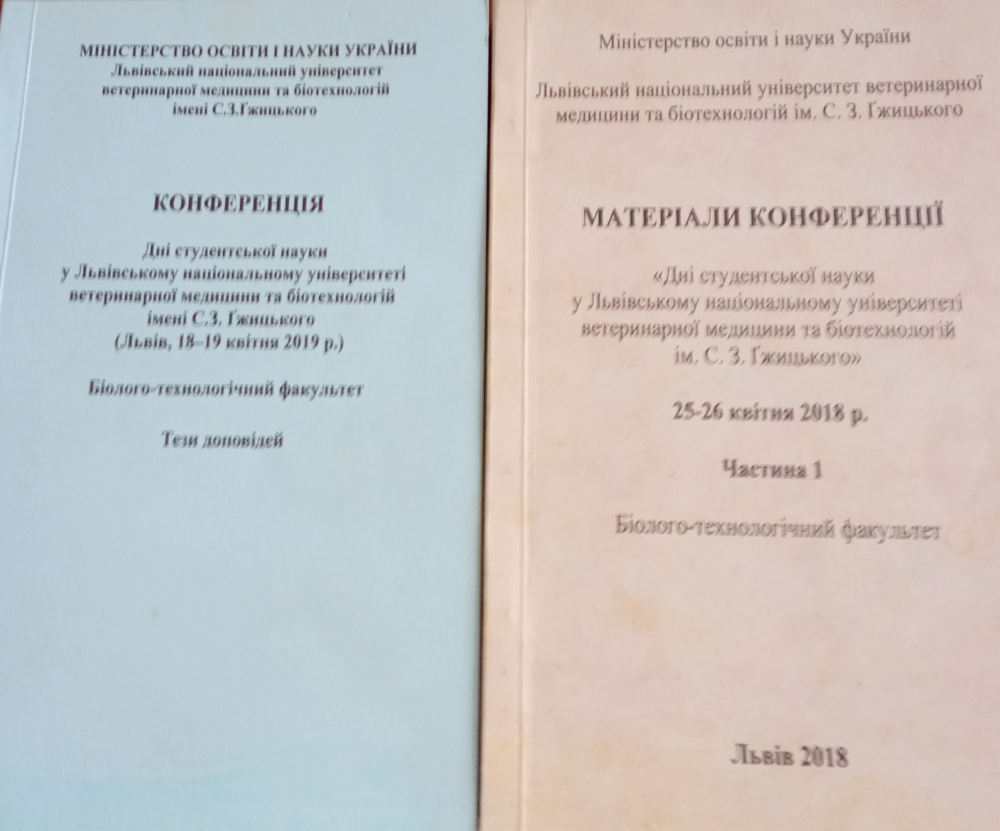 МІНІСТЕРСТВО ОСВІТИ І НАУКИ УКРАЇНИ
Львівський національний університет
ветеринарної медицини та біотехнологій
імені С.З.Ґжицького
КОНФЕРЕНЦІЯ
Дні студентської науки
у Львівському національному університеті
ветеринарної медицини та біотехнологій
імені С.З. Ґжицького
(Львів, 18–19 квітня 2019 р.)
Біолого-технологічний факультет
Тези доповідей
Міністерство освіти і науки України
Львівський національний університет ветеринарної
медицини та біотехнологій ім. С. З. Ґжицького
МАТЕРІАЛИ КОНФЕРЕНЦІЇ
«Дні студентської науки
у Львівському національному університеті
ветеринарної медицини та біотехнологій
ім. С. З. Ґжицького»
25-26 квітня 2018 р.
Частина 1
Біолого-технологічний факультет
Львів 2018